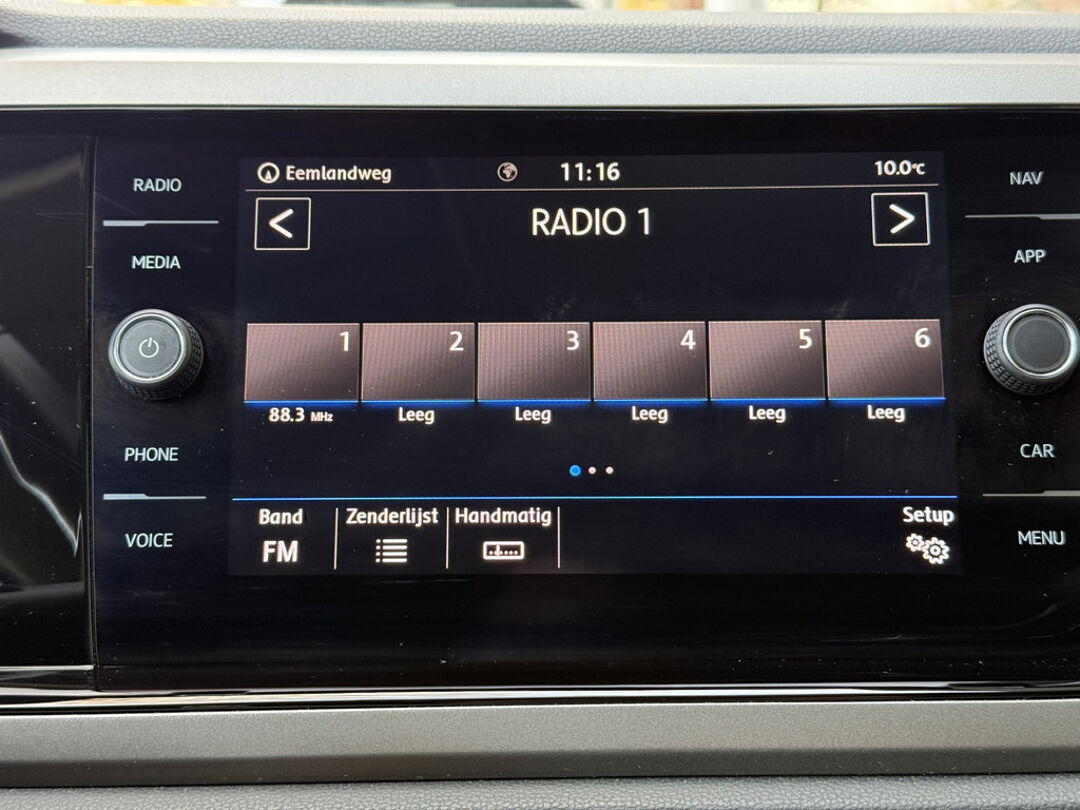 RADIO
MEDIA
PHONE
VOICE
Eemlandweg 11:16 10.0°C
< RADIO 1 >
1 2 3 4 5 6
88.3 MHz Leeg Leeg Leeg Leeg Leeg
Band Zenderlijst Handmatig Setup
FM
NAV
APP
CAR
MENU